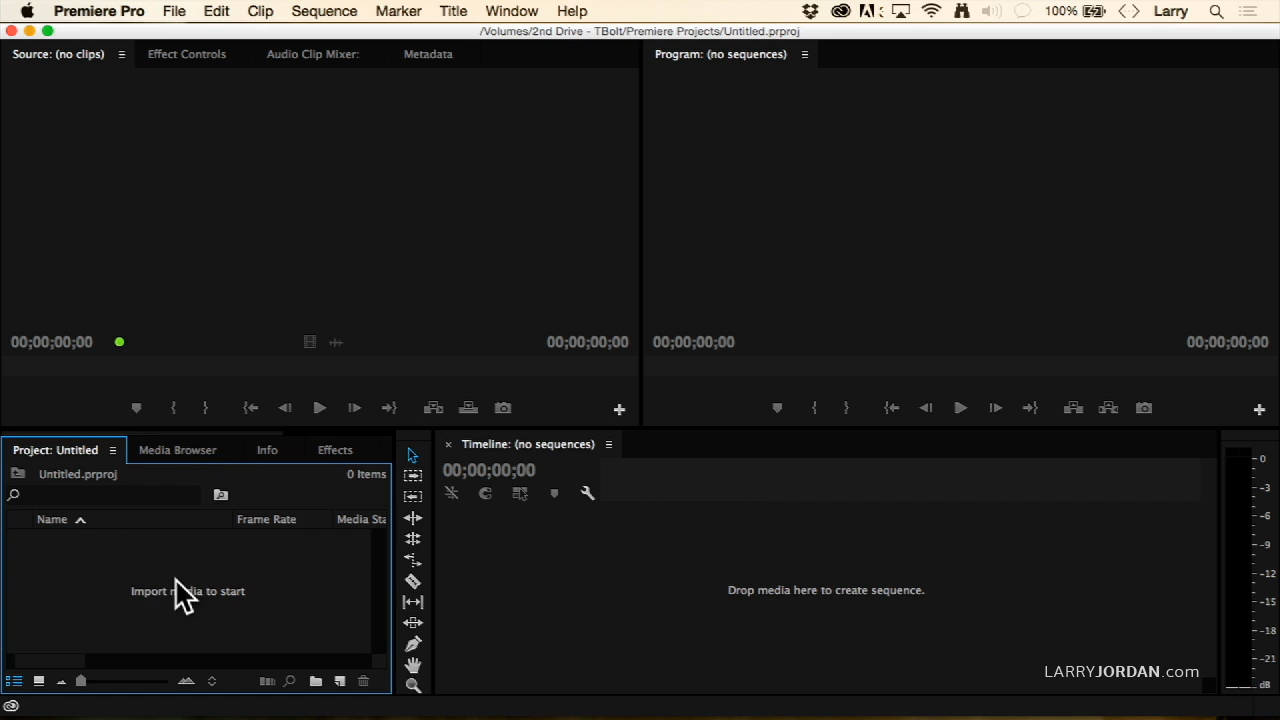 Premiere Pro File Edit Clip Sequence Marker Title Window Help 100% Larry
/Volumes/2nd Drive - TBolt/Premiere Projects/Untitled.prproj
Source: (no clips) Effect Controls Audio Clip Mixer: Metadata
Program: (no sequences)
00;00;00;00 00;00;00;00
00;00;00;00 00;00;00;00
Project: Untitled Media Browser Info Effects
Untitled.prproj 0 Items
Name Frame Rate Media Sta
Import to start
Timeline: (no sequences)
00;00;00;00
Drop media here to create sequence.
0
-3
-6
-9
-12
-15
-18
-21
dB
LARRYJORDAN.com